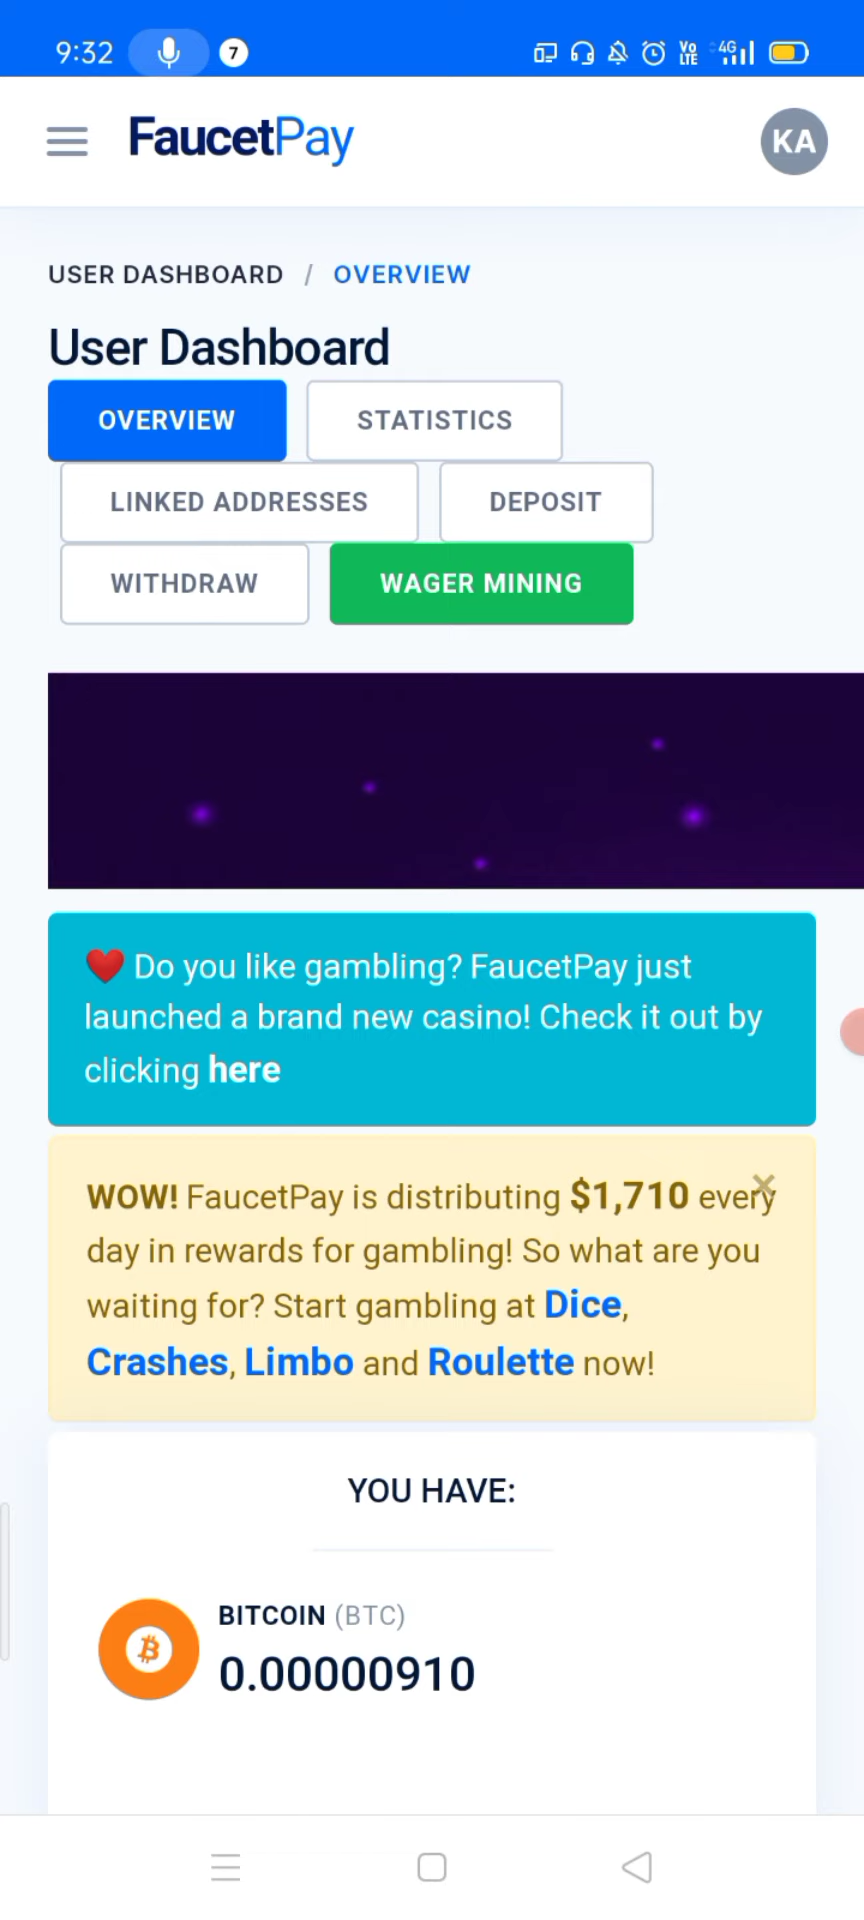 9:32
7
Vo
LTE
4G
FaucetPay
KA
USER DASHBOARD / OVERVIEW
User Dashboard
OVERVIEW
STATISTICS
LINKED ADDRESSES
DEPOSIT
WITHDRAW
WAGER MINING
❤️ Do you like gambling? FaucetPay just
launched a brand new casino! Check it out by
clicking here
WOW! FaucetPay is distributing $1,710 every
day in rewards for gambling! So what are you
waiting for? Start gambling at Dice,
Crashes, Limbo and Roulette now!
YOU HAVE:
BITCOIN (BTC)
0.00000910